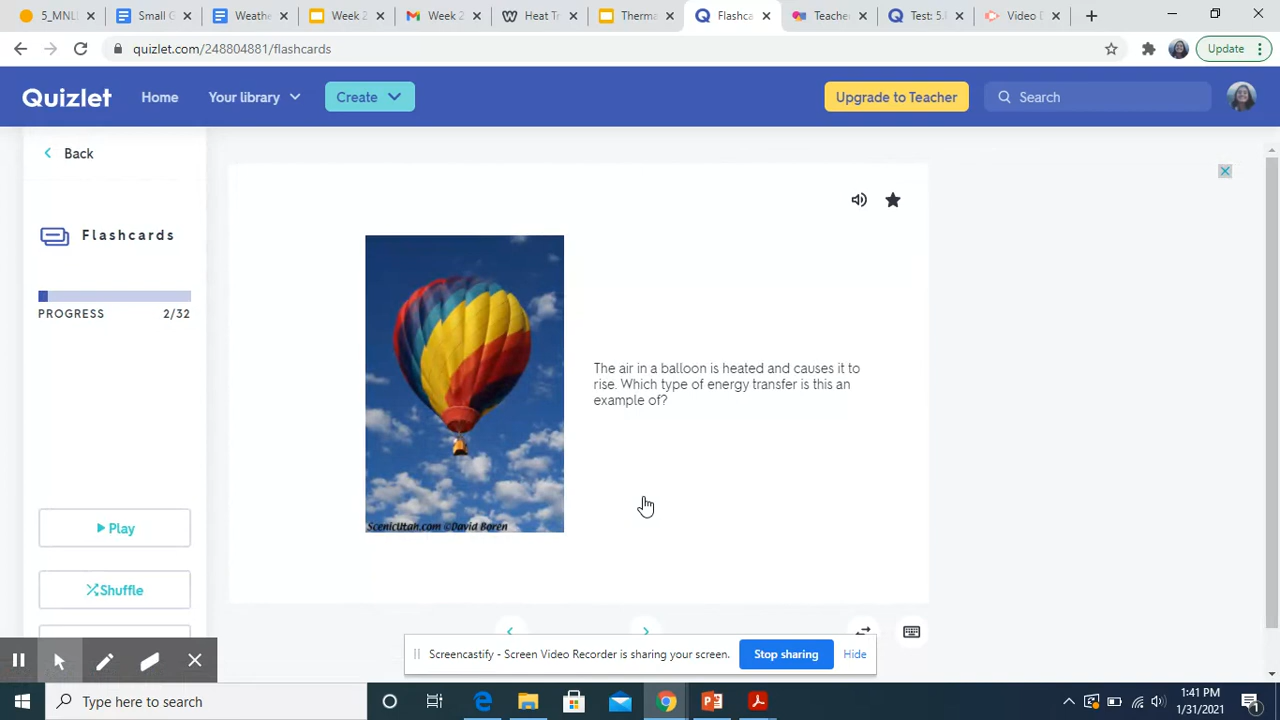 5_MNLI
Small G
Weathe
Week 2
Week 2
Heat T
Therma
Flashca
Teache
Test: 5.
Video D
quizlet.com/248804881/flashcards
Update
Quizlet
Home
Your library
Create
Upgrade to Teacher
Search
Back
Flashcards
PROGRESS
2/32
The air in a balloon is heated and causes it to
rise. Which type of energy transfer is this an
example of?
ScenicUtah.com ©David Boren
Play
Shuffle
Screencastify - Screen Video Recorder is sharing your screen.
Stop sharing
Hide
Type here to search
1:41 PM
1/31/2021
1